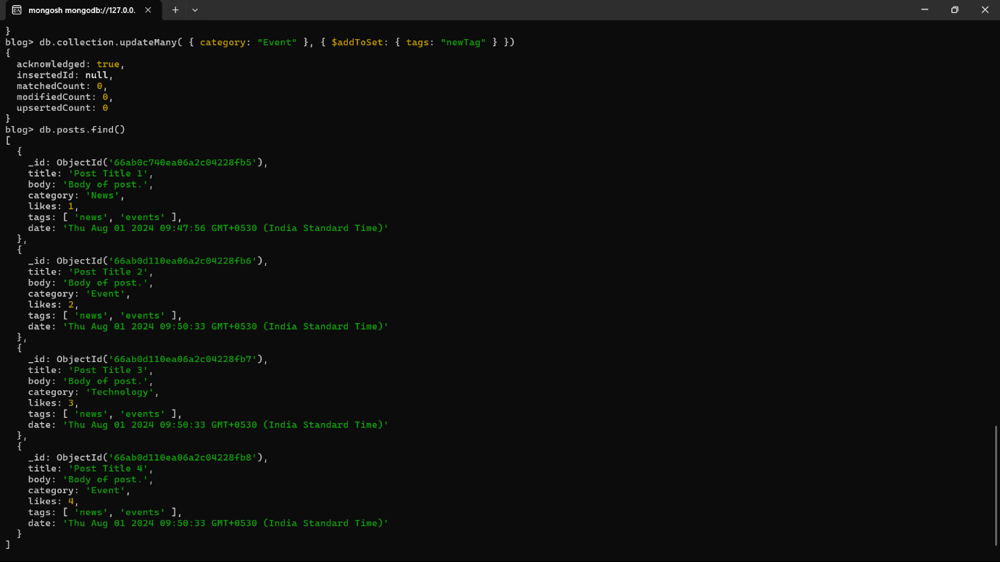 mongosh mongodb://127.0.0.
}
blog> db.collection.updateMany( { category: "Event" }, { $addToSet: { tags: "newTag" } })
{
  acknowledged: true,
  insertedId: null,
  matchedCount: 0,
  modifiedCount: 0,
  upsertedCount: 0
}
blog> db.posts.find()
[
  {
    _id: ObjectId('66ab0c740ea06a2c04228fb5'),
    title: 'Post Title 1',
    body: 'Body of post.',
    category: 'News',
    likes: 1,
    tags: [ 'news', 'events' ],
    date: 'Thu Aug 01 2024 09:47:56 GMT+0530 (India Standard Time)'
  },
  {
    _id: ObjectId('66ab0d110ea06a2c04228fb6'),
    title: 'Post Title 2',
    body: 'Body of post.',
    category: 'Event',
    likes: 2,
    tags: [ 'news', 'events' ],
    date: 'Thu Aug 01 2024 09:50:33 GMT+0530 (India Standard Time)'
  },
  {
    _id: ObjectId('66ab0d110ea06a2c04228fb7'),
    title: 'Post Title 3',
    body: 'Body of post.',
    category: 'Technology',
    likes: 3,
    tags: [ 'news', 'events' ],
    date: 'Thu Aug 01 2024 09:50:33 GMT+0530 (India Standard Time)'
  },
  {
    _id: ObjectId('66ab0d110ea06a2c04228fb8'),
    title: 'Post Title 4',
    body: 'Body of post.',
    category: 'Event',
    likes: 4,
    tags: [ 'news', 'events' ],
    date: 'Thu Aug 01 2024 09:50:33 GMT+0530 (India Standard Time)'
  }
]